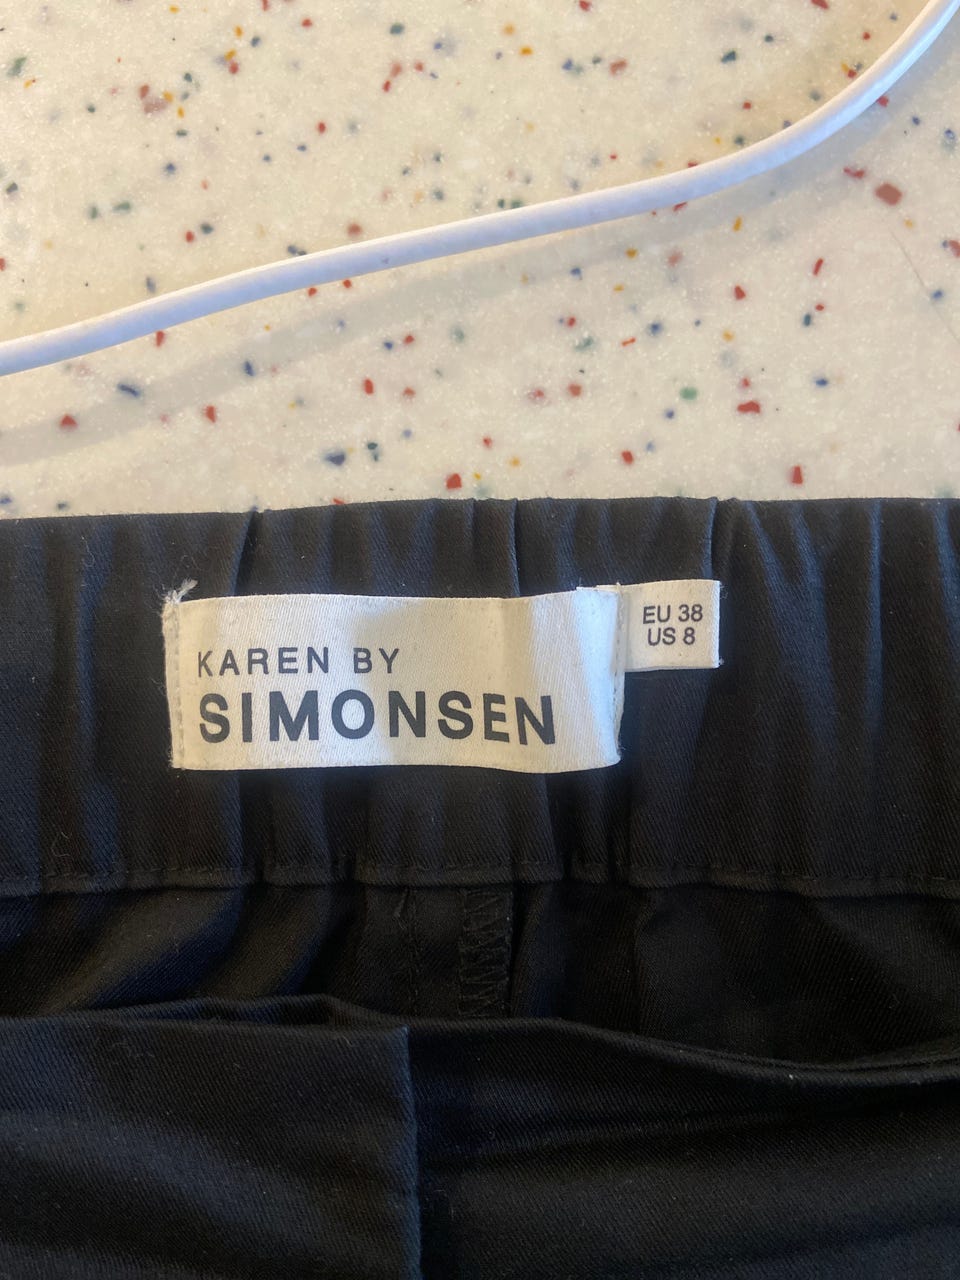 KAREN BY
SIMONSEN
EU 38
US 8